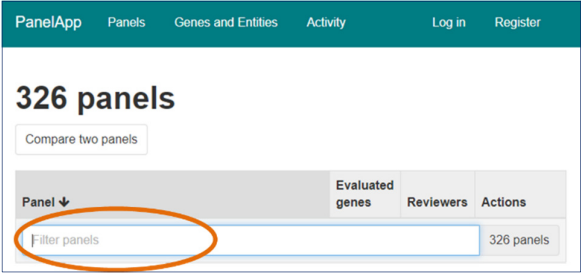 PanelApp Panels Genes and Entities Activity Log in Register
326 panels
Compare two panels
Panel Evaluated genes Reviewers Actions
Filter panels 326 panels